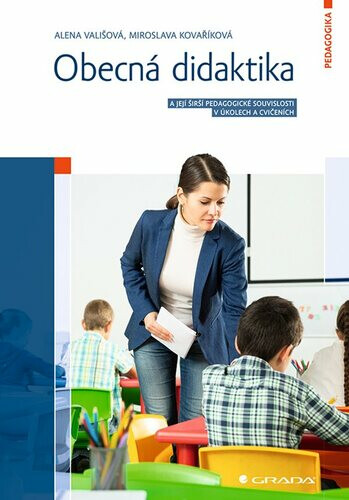 ALENA VALIŠOVÁ, MIROSLAVA KOVAŘÍKOVÁ
Obecná didaktika
A JEJÍ ŠIRŠÍ PEDAGOGICKÉ SOUVISLOSTI
V ÚKOLECH A CVIČENÍCH
PEDAGOGIKA
GRADA